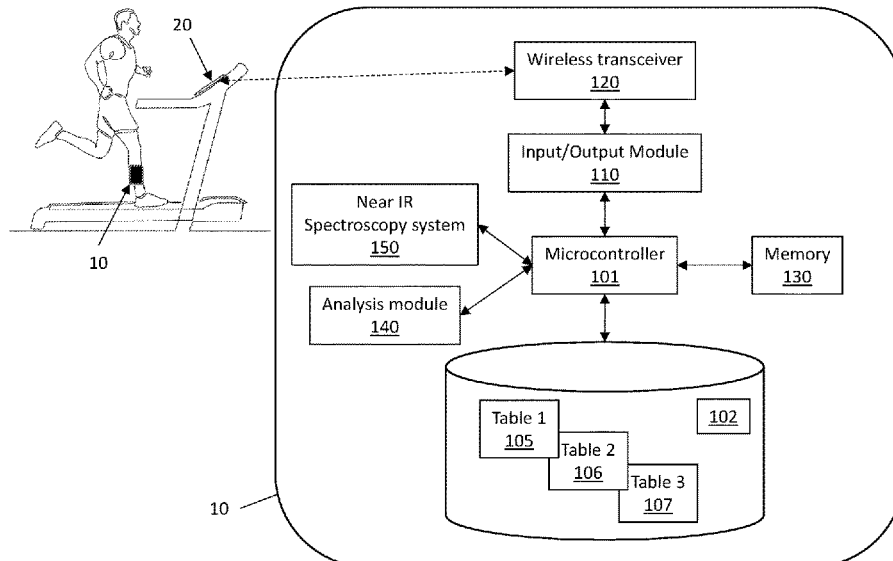 20
10
Wireless transceiver
120
Input/Output Module
110
Near IR
Spectroscopy system
150
Microcontroller
101
Memory
130
Analysis module
140
Table 1
105
102
Table 2
106
Table 3
107
10